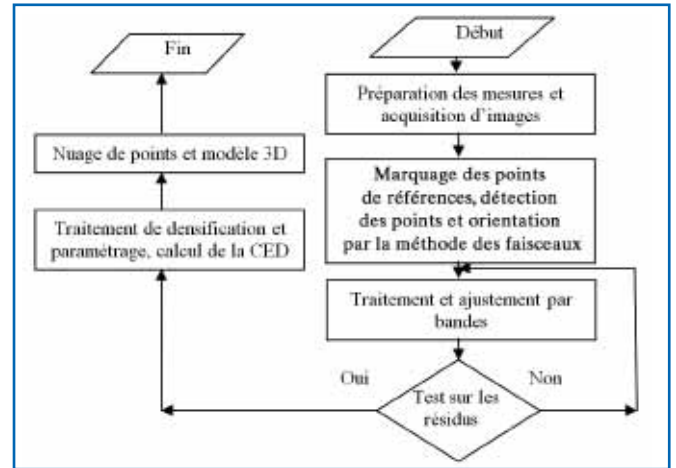 Début
Préparation des mesures et
acquisition d'images
Marquage des points
de références, détection
des points et orientation
par la méthode des faisceaux
Traitement et ajustement par
bandes
Test sur les
résidus
Non
Oui
Traitement de densification et
paramétrage, calcul de la CED
Nuage de points et modèle 3D
Fin